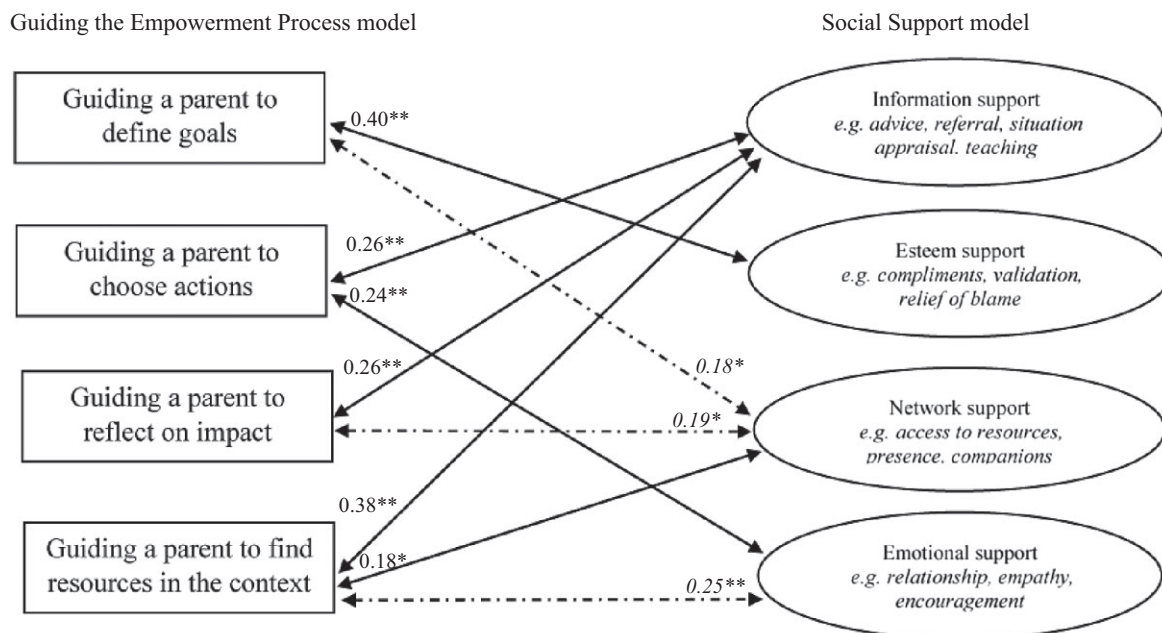 Guiding the Empowerment Process model
Social Support model
Guiding a parent to
define goals
0.40**
Information support
e.g. advice, referral, situation
appraisal. teaching
Guiding a parent to
choose actions
0.26**
0.24**
Esteem support
e.g. compliments, validation,
relief of blame
Guiding a parent to
reflect on impact
0.26**
0.18*
0.19*
Network support
e.g. access to resources,
presence. companions
Guiding a parent to find
resources in the context
0.38**
0.18*
0.25**
Emotional support
e.g. relationship, empathy,
encouragement